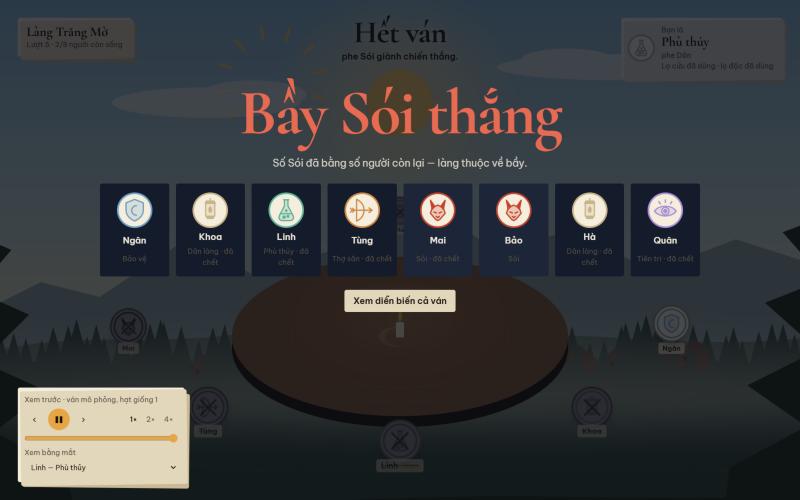 Làng Trăng Mờ
Lượt 5 · 2/8 người còn sống
Hết ván
phe Sói giành chiến thắng.
Bạn là
Phù thủy
phe Dân
Lọ cứu đã dùng · lọ độc đã dùng
Bầy Sói thắng
Số Sói đã bằng số người còn lại — làng thuộc về bầy.
Ngân
Bảo vệ
Khoa
Dân làng · đã
chết
Linh
Phù thủy · đã
chết
Tùng
Thợ săn · đã chết
Mai
Sói · đã chết
Bảo
Sói
Hà
Dân làng · đã
chết
Quân
Tiên tri · đã chết
Xem diễn biến cả ván
Mai
Ngân
Tùng
Khoa
Linh
Xem trước · ván mô phỏng, hạt giống 1
‹ › 1× 2× 4×
Xem bằng mắt
Linh — Phù thủy